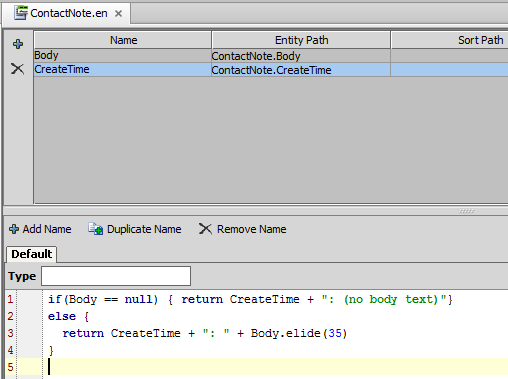 ContactNote.en
Name Entity Path Sort Path
Body ContactNote.Body
CreateTime ContactNote.CreateTime
Add Name Duplicate Name Remove Name
Default
Type
1 if(Body == null) { return CreateTime + ": (no body text)"}
2 else {
3 return CreateTime + ": " + Body.elide(35)
4 }
5